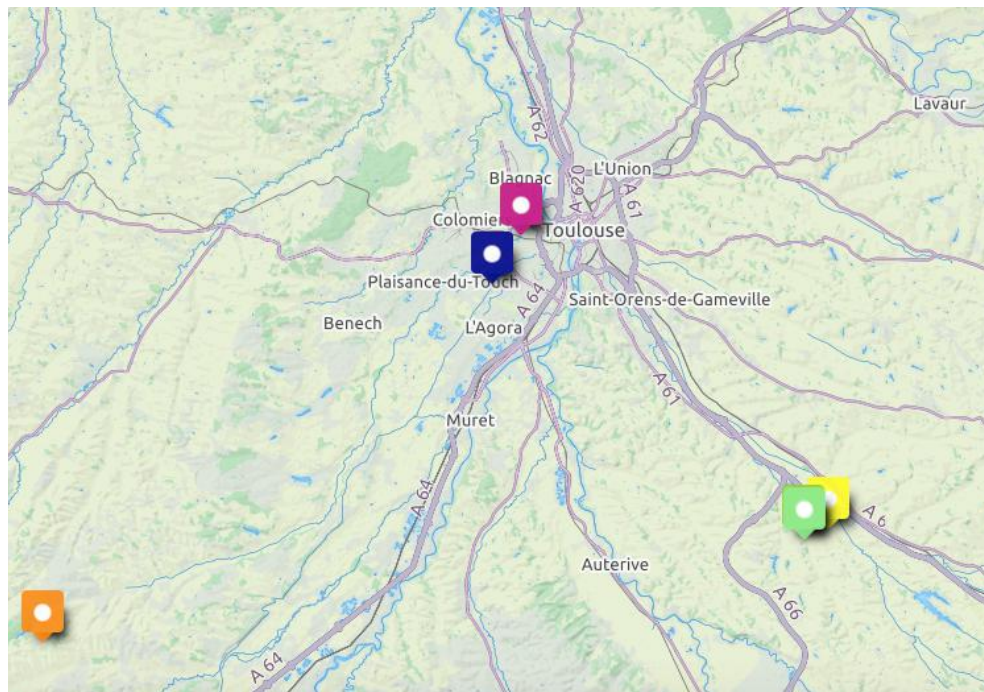 Lavaur
A 62
L'Union
A 620
Blagnac
A 61
Colomiers
Toulouse
Plaisance-du-Touch
A 64
Saint-Orens-de-Gameville
Benech
L'Agora
A 61
Muret
A 64
A 6
Auterive
A 66
A 64